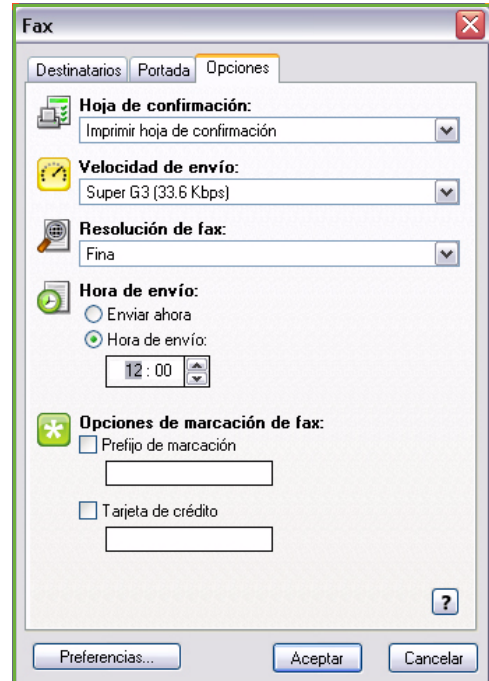 Fax
Destinatarios Portada Opciones
Hoja de confirmación:
Imprimir hoja de confirmación
Velocidad de envío:
Super G3 (33.6 Kbps)
Resolución de fax:
Fina
Hora de envío:
Enviar ahora
Hora de envío:
12 : 00
Opciones de marcación de fax:
Prefijo de marcación
Tarjeta de crédito
?
Preferencias... Aceptar Cancelar